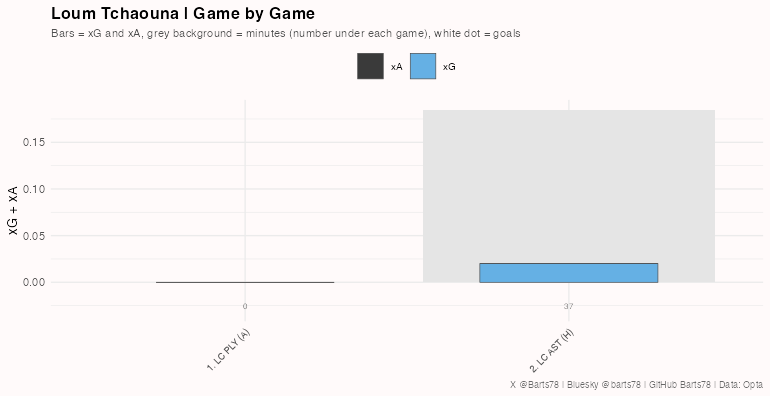 Loum Tchaouna | Game by Game
Bars = xG and xA, grey background = minutes (number under each game), white dot = goals
xA
xG
xG + xA
0.15
0.10
0.05
0.00
0
37
1. LC PLY (A)
2. LC AST (H)
X @Barts78 | Bluesky @barts78 | GitHub Barts78 | Data: Opta